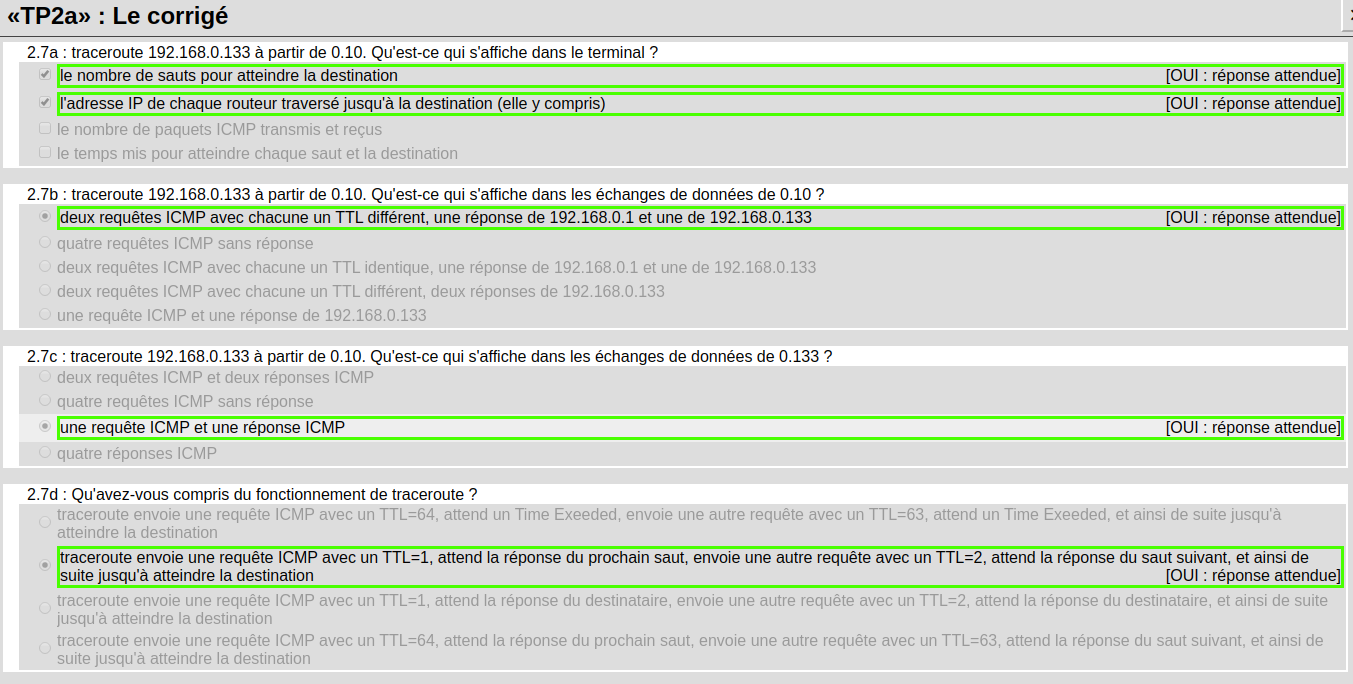 «TP2a» : Le corrigé
2.7a : traceroute 192.168.0.133 à partir de 0.10. Qu'est-ce qui s'affiche dans le terminal ?
le nombre de sauts pour atteindre la destination [OUI : réponse attendue]
l'adresse IP de chaque routeur traversé jusqu'à la destination (elle y compris) [OUI : réponse attendue]
le nombre de paquets ICMP transmis et reçus
le temps mis pour atteindre chaque saut et la destination
2.7b : traceroute 192.168.0.133 à partir de 0.10. Qu'est-ce qui s'affiche dans les échanges de données de 0.10 ?
deux requêtes ICMP avec chacune un TTL différent, une réponse de 192.168.0.1 et une de 192.168.0.133 [OUI : réponse attendue]
quatre requêtes ICMP sans réponse
deux requêtes ICMP avec chacune un TTL identique, une réponse de 192.168.0.1 et une de 192.168.0.133
deux requêtes ICMP avec chacune un TTL différent, deux réponses de 192.168.0.133
une requête ICMP et une réponse de 192.168.0.133
2.7c : traceroute 192.168.0.133 à partir de 0.10. Qu'est-ce qui s'affiche dans les échanges de données de 0.133 ?
deux requêtes ICMP et deux réponses ICMP
quatre requêtes ICMP sans réponse
une requête ICMP et une réponse ICMP [OUI : réponse attendue]
quatre réponses ICMP
2.7d : Qu'avez-vous compris du fonctionnement de traceroute ?
traceroute envoie une requête ICMP avec un TTL=64, attend un Time Exeeded, envoie une autre requête avec un TTL=63, attend un Time Exeeded, et ainsi de suite jusqu'à
atteindre la destination
traceroute envoie une requête ICMP avec un TTL=1, attend la réponse du prochain saut, envoie une autre requête avec un TTL=2, attend la réponse du saut suivant, et ainsi de
suite jusqu'à atteindre la destination [OUI : réponse attendue]
traceroute envoie une requête ICMP avec un TTL=1, attend la réponse du destinataire, envoie une autre requête avec un TTL=2, attend la réponse du destinataire, et ainsi de suite
jusqu'à atteindre la destination
traceroute envoie une requête ICMP avec un TTL=64, attend la réponse du prochain saut, envoie une autre requête avec un TTL=63, attend la réponse du saut suivant, et ainsi de
suite jusqu'à atteindre la destination